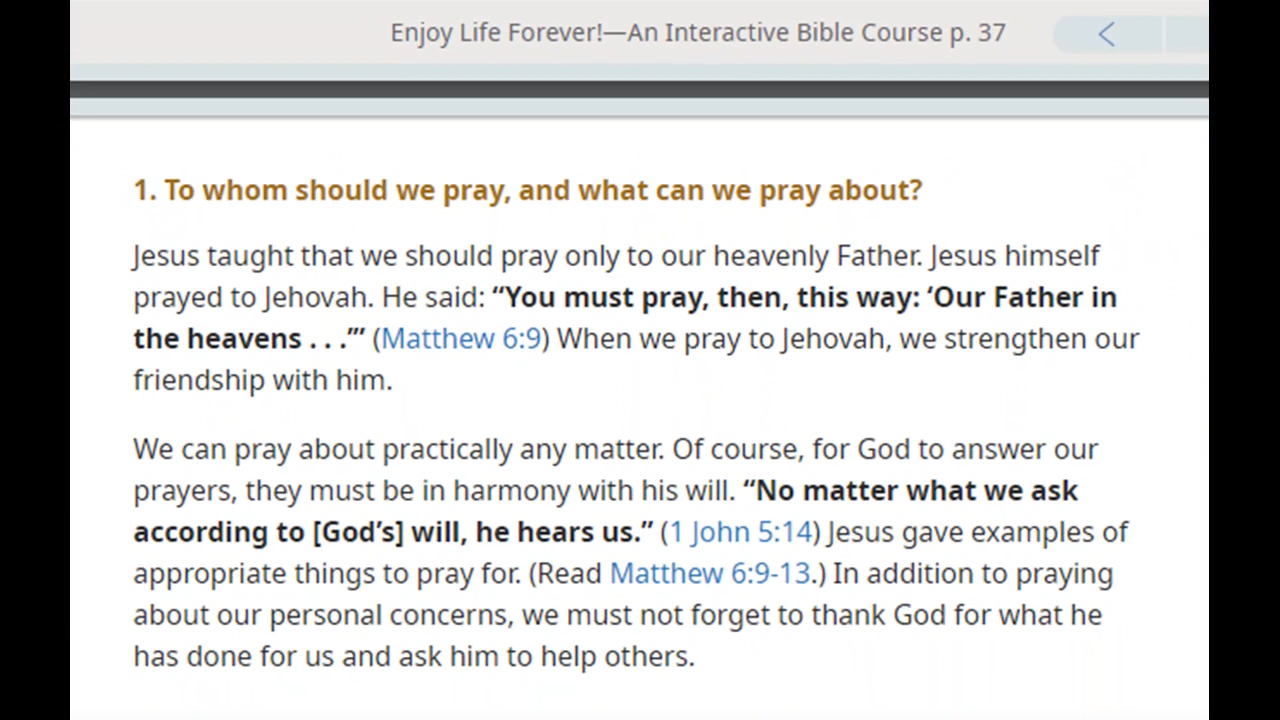 Enjoy Life Forever!—An Interactive Bible Course p. 37
1. To whom should we pray, and what can we pray about?
Jesus taught that we should pray only to our heavenly Father. Jesus himself
prayed to Jehovah. He said: “You must pray, then, this way: ‘Our Father in
the heavens . . .’” (Matthew 6:9) When we pray to Jehovah, we strengthen our
friendship with him.
We can pray about practically any matter. Of course, for God to answer our
prayers, they must be in harmony with his will. “No matter what we ask
according to [God’s] will, he hears us.” (1 John 5:14) Jesus gave examples of
appropriate things to pray for. (Read Matthew 6:9-13.) In addition to praying
about our personal concerns, we must not forget to thank God for what he
has done for us and ask him to help others.